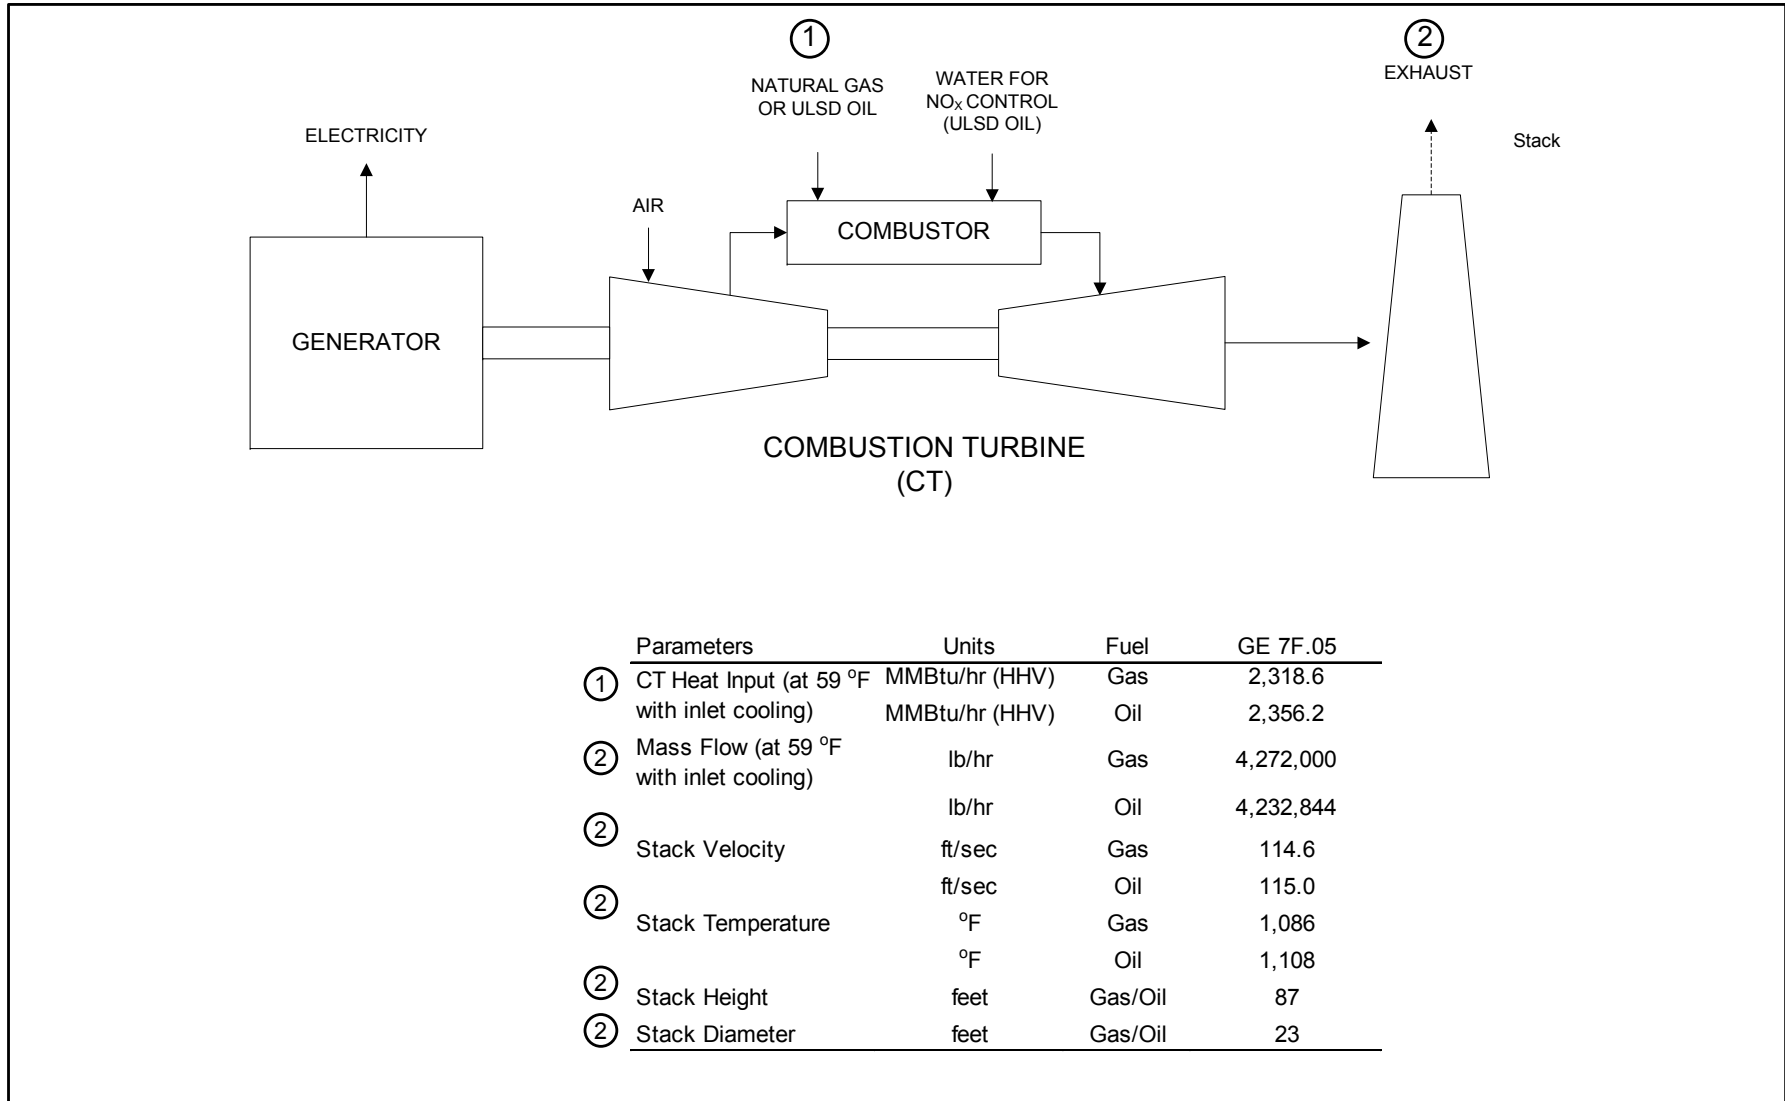 ①
②
NATURAL GAS
OR ULSD OIL
WATER FOR
NOX CONTROL
(ULSD OIL)
EXHAUST
ELECTRICITY
Stack
AIR
COMBUSTOR
GENERATOR
COMBUSTION TURBINE
(CT)
Parameters Units Fuel GE 7F.05
① CT Heat Input (at 59 °F MMBtu/hr (HHV) Gas 2,318.6
with inlet cooling) MMBtu/hr (HHV) Oil 2,356.2
② Mass Flow (at 59 °F
with inlet cooling) lb/hr Gas 4,272,000
lb/hr Oil 4,232,844
② Stack Velocity ft/sec Gas 114.6
ft/sec Oil 115.0
② Stack Temperature °F Gas 1,086
°F Oil 1,108
② Stack Height feet Gas/Oil 87
② Stack Diameter feet Gas/Oil 23